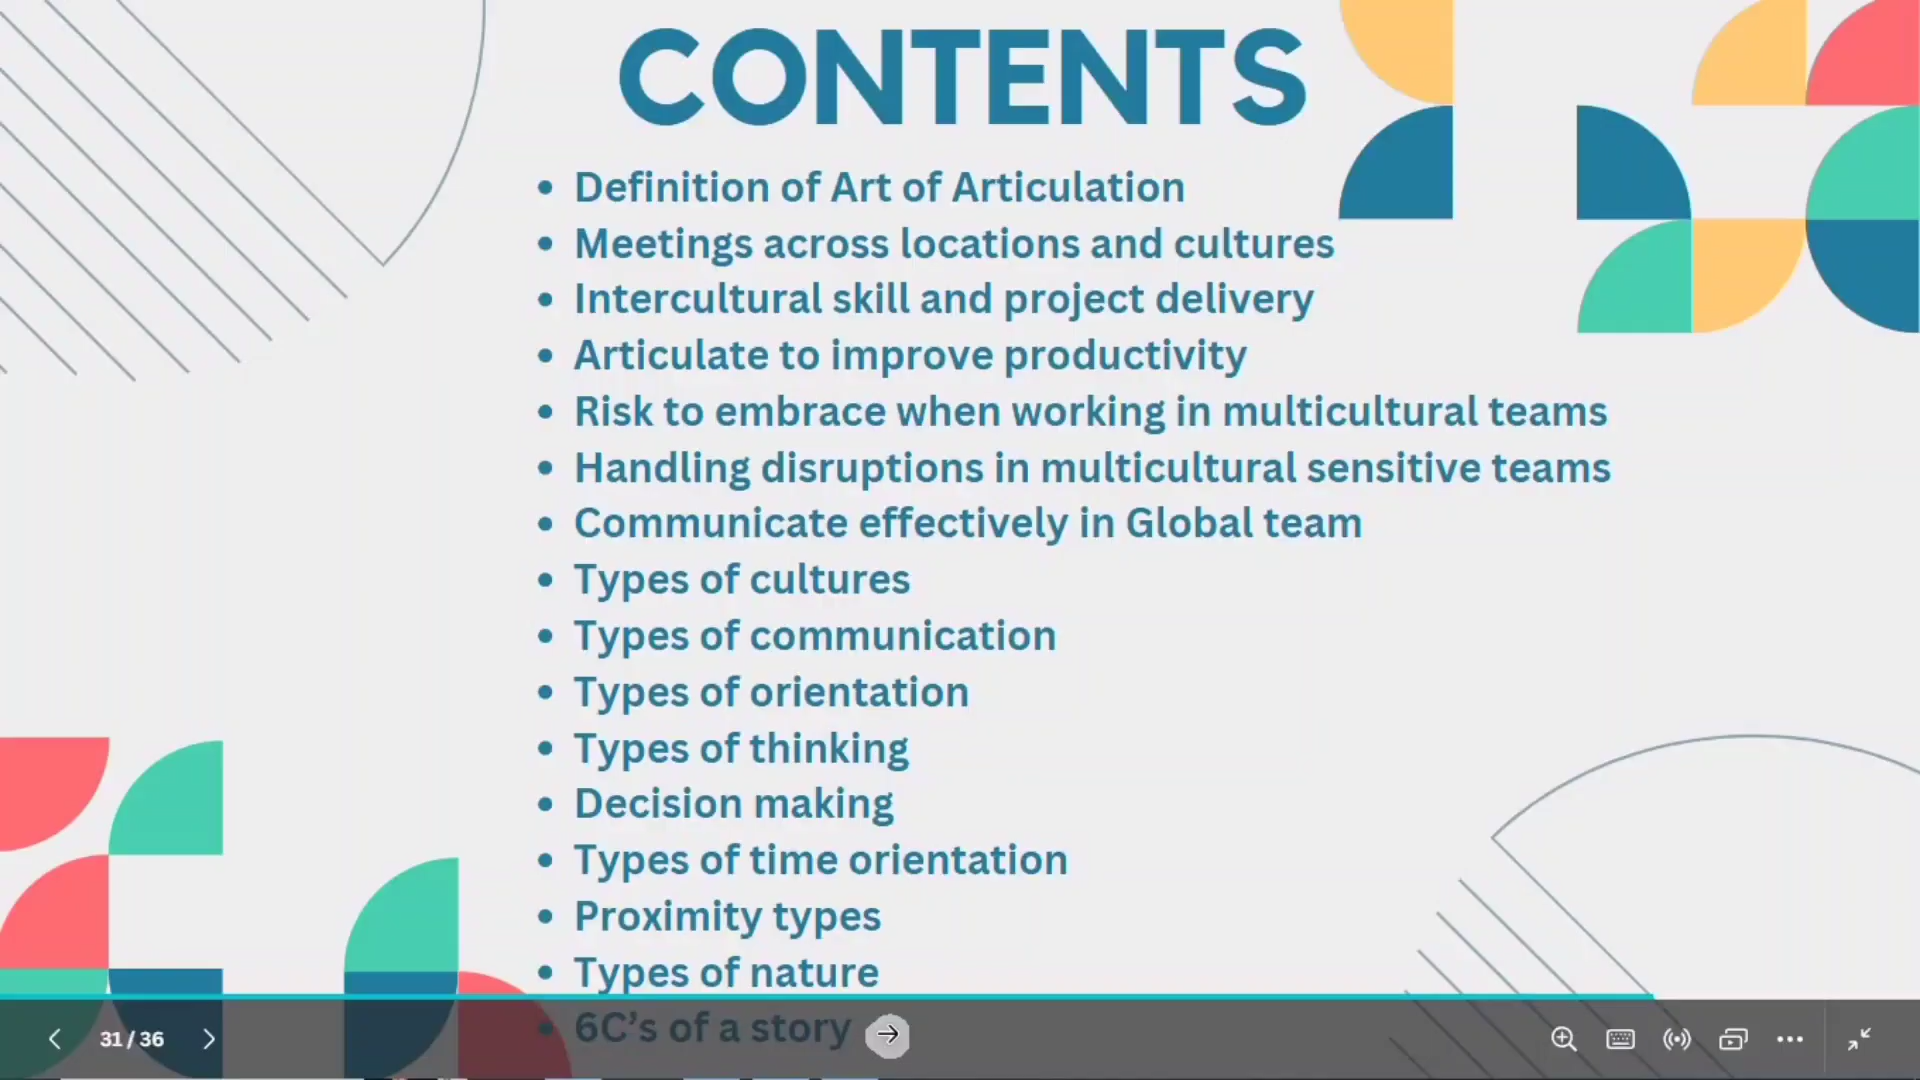 CONTENTS
• Definition of Art of Articulation
• Meetings across locations and cultures
• Intercultural skill and project delivery
• Articulate to improve productivity
• Risk to embrace when working in multicultural teams
• Handling disruptions in multicultural sensitive teams
• Communicate effectively in Global team
• Types of cultures
• Types of communication
• Types of orientation
• Types of thinking
• Decision making
• Types of time orientation
• Proximity types
• Types of nature
• 6C’s of a story
31 / 36